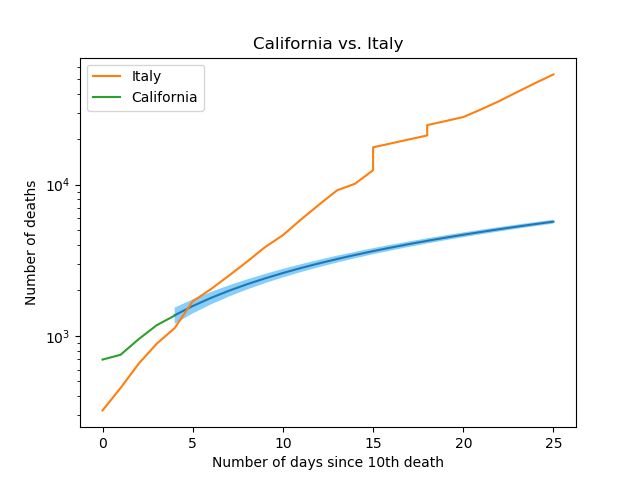 California vs. Italy
Italy
California
Number of deaths
10^4
10^3
0 5 10 15 20 25
Number of days since 10th death